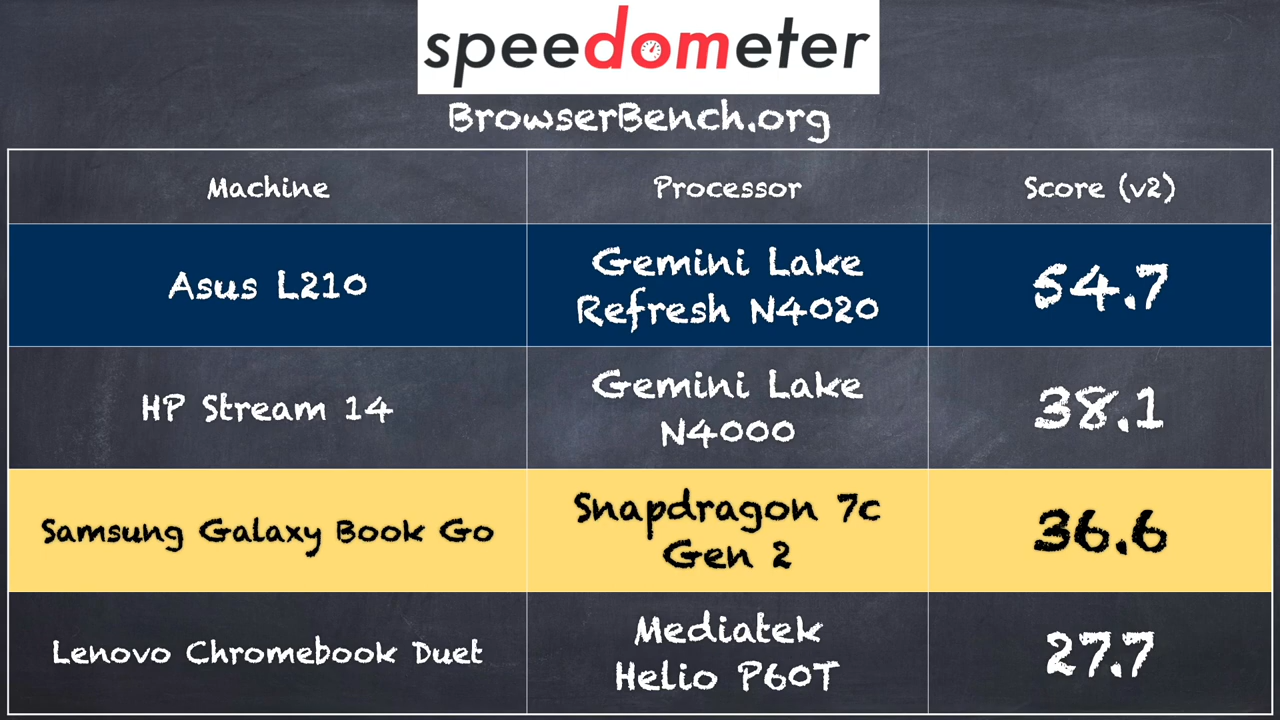 speedometer
BrowserBench.org
Machine Processor Score (v2)
Asus L210 Gemini Lake Refresh N4020 54.7
HP Stream 14 Gemini Lake N4000 38.1
Samsung Galaxy Book Go Snapdragon 7c Gen 2 36.6
Lenovo Chromebook Duet Mediatek Helio P60T 27.7